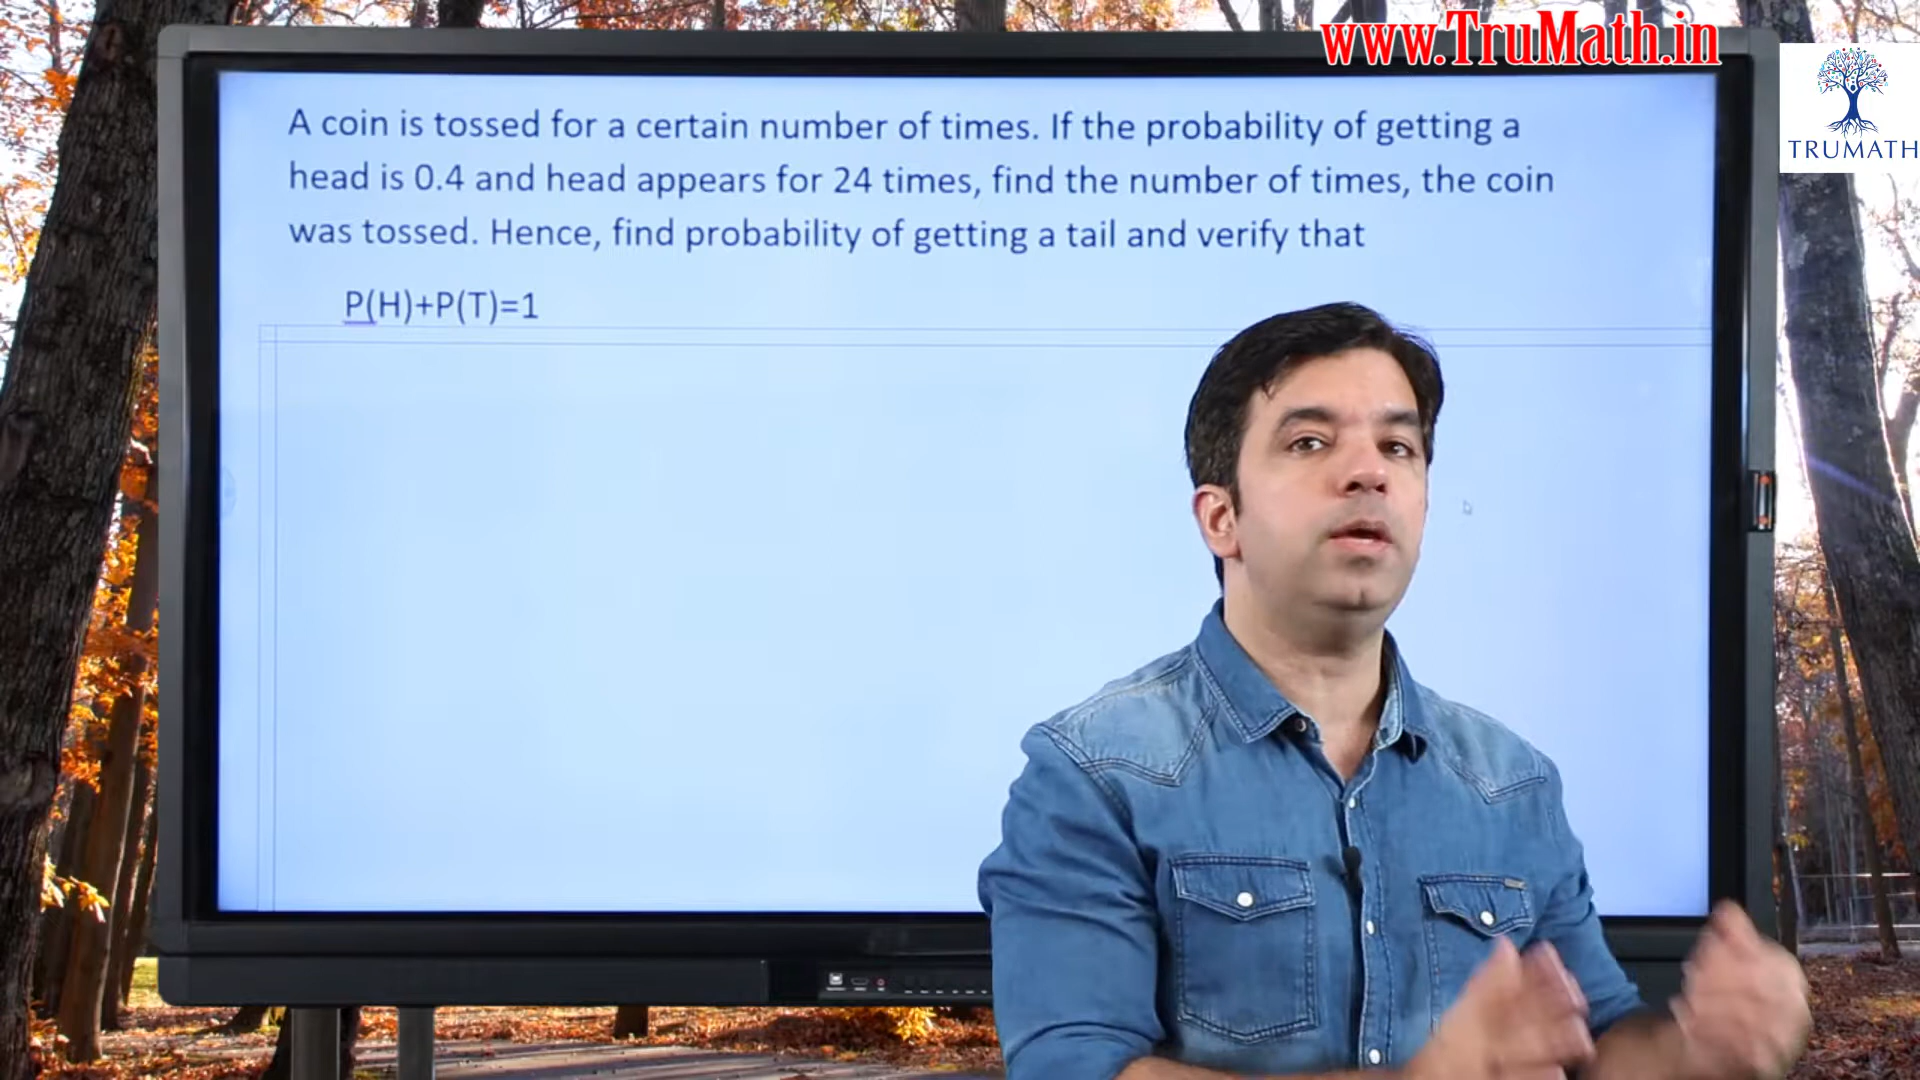 www.TruMath.in
TRUMATH
A coin is tossed for a certain number of times. If the probability of getting a
head is 0.4 and head appears for 24 times, find the number of times, the coin
was tossed. Hence, find probability of getting a tail and verify that
P(H)+P(T)=1